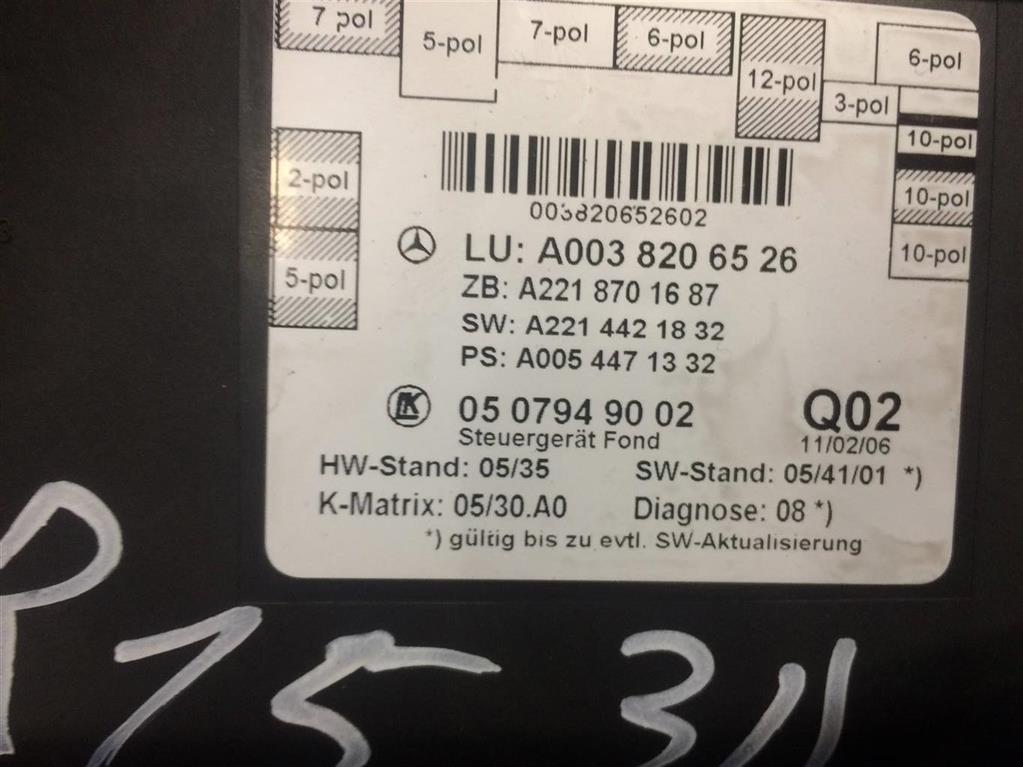 7 pol
5-pol
7-pol
6-pol
12-pol
6-pol
3-pol
10-pol
2-pol
10-pol
5-pol
10-pol
003820652602
LU: A003 820 65 26
ZB: A221 870 16 87
SW: A221 442 18 32
PS: A005 447 13 32
LK 05 0794 90 02 Q02
Steuergerät Fond 11/02/06
HW-Stand: 05/35 SW-Stand: 05/41/01 *)
K-Matrix: 05/30.A0 Diagnose: 08 *)
*) gültig bis zu evtl. SW-Aktualisierung
R15 311